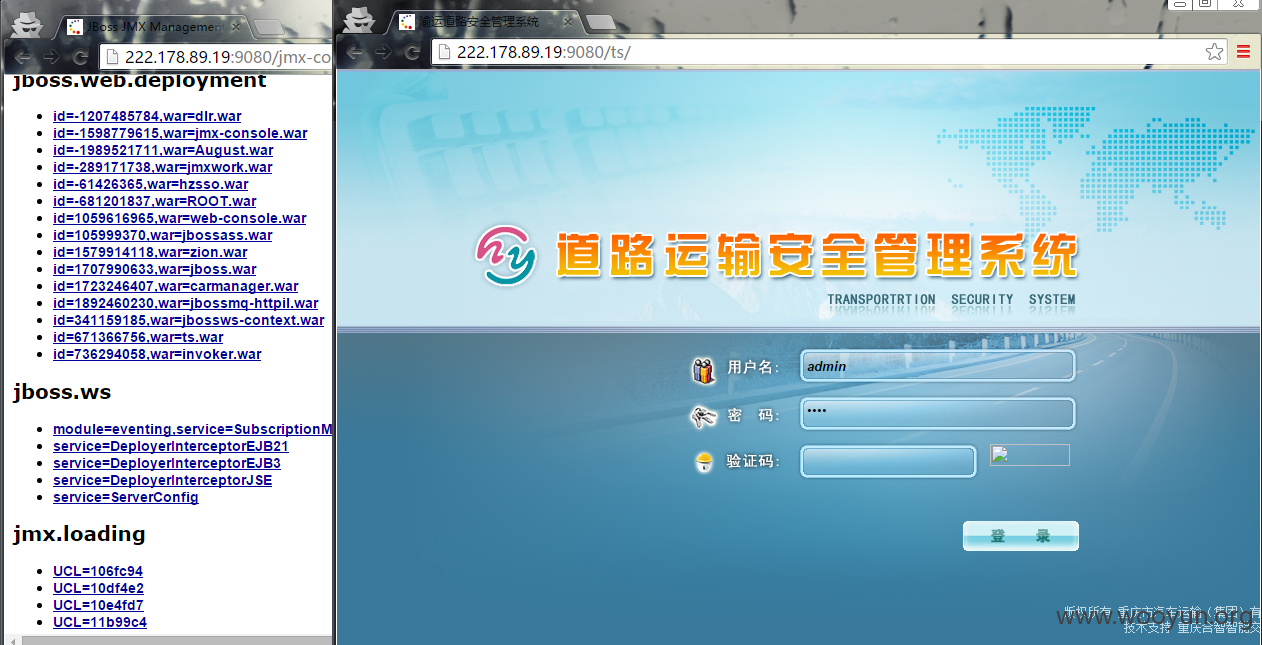 JBoss JMX Management
222.178.89.19:9080/jmx-co
jboss.web.deployment
id=-1207485784,war=dlr.war
id=-1598779615,war=jmx-console.war
id=-1989521711,war=August.war
id=-289171738,war=jmxwork.war
id=-61426365,war=hzsso.war
id=-681201837,war=ROOT.war
id=1059616965,war=web-console.war
id=105999370,war=jbossass.war
id=1579914118,war=zion.war
id=1707990633,war=jboss.war
id=1723246407,war=carmanager.war
id=1892460230,war=jbossmq-httpil.war
id=341159185,war=jbossws-context.war
id=671366756,war=ts.war
id=736294058,war=invoker.war
jboss.ws
module=eventing,service=SubscriptionM
service=DeployerInterceptorEJB21
service=DeployerInterceptorEJB3
service=DeployerInterceptorJSE
service=ServerConfig
jmx.loading
UCL=106fc94
UCL=10df4e2
UCL=10e4fd7
UCL=11b99c4
输运道路安全管理系统
222.178.89.19:9080/ts/
hy
道路运输安全管理系统
TRANSPORTRTION SECURITY SYSTEM
用户名:
admin
密 码:
••••
验证码:
登 录
版权所有 重庆市汽车运输（集团）有
www.wooyun.org
技术支持 重庆